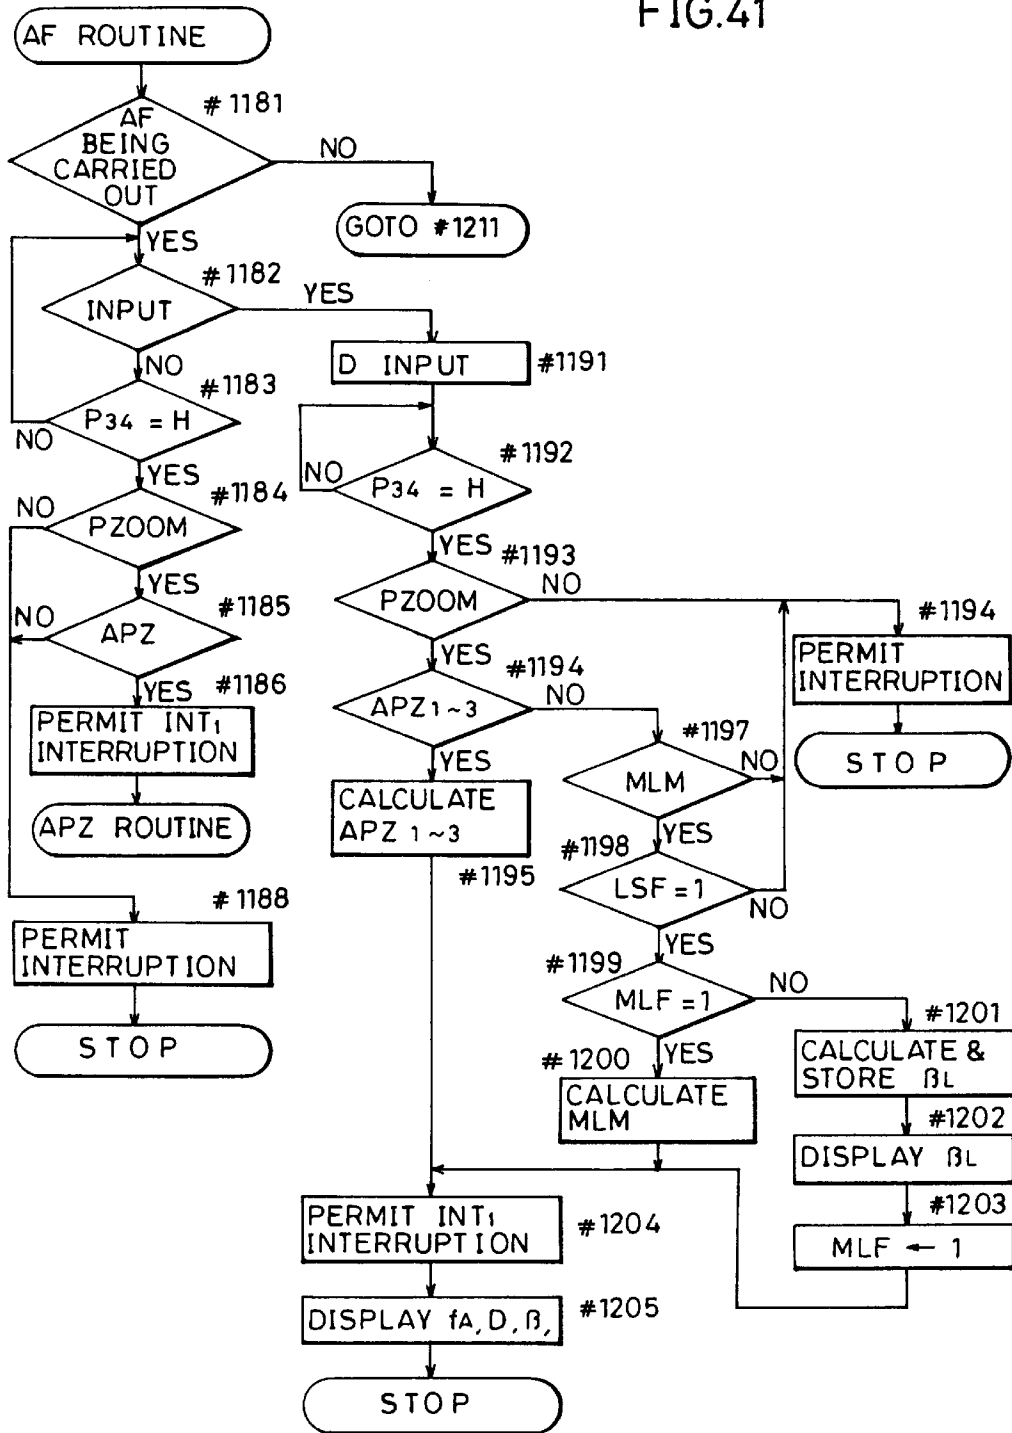 FIG.41
AF ROUTINE
#1181
AF
BEING
CARRIED
OUT
NO
GOTO #1211
YES
#1182
INPUT
YES
NO
D INPUT
#1191
#1183
P34 = H
NO
YES
#1192
P34 = H
NO
YES
#1184
PZOOM
NO
YES
#1193
PZOOM
NO
YES
#1185
APZ
NO
YES
#1186
PERMIT INT1
INTERRUPTION
APZ ROUTINE
#1188
PERMIT
INTERRUPTION
STOP
#1194
PERMIT
INTERRUPTION
STOP
#1194
APZ 1~3
NO
YES
CALCULATE
APZ 1~3
#1195
#1197
MLM
NO
YES
#1198
LSF = 1
NO
YES
#1199
MLF = 1
NO
YES
#1200
CALCULATE
MLM
#1201
CALCULATE &
STORE βL
#1202
DISPLAY βL
#1203
MLF ← 1
PERMIT INT1
INTERRUPTION
#1204
DISPLAY fA, D, β,
#1205
STOP